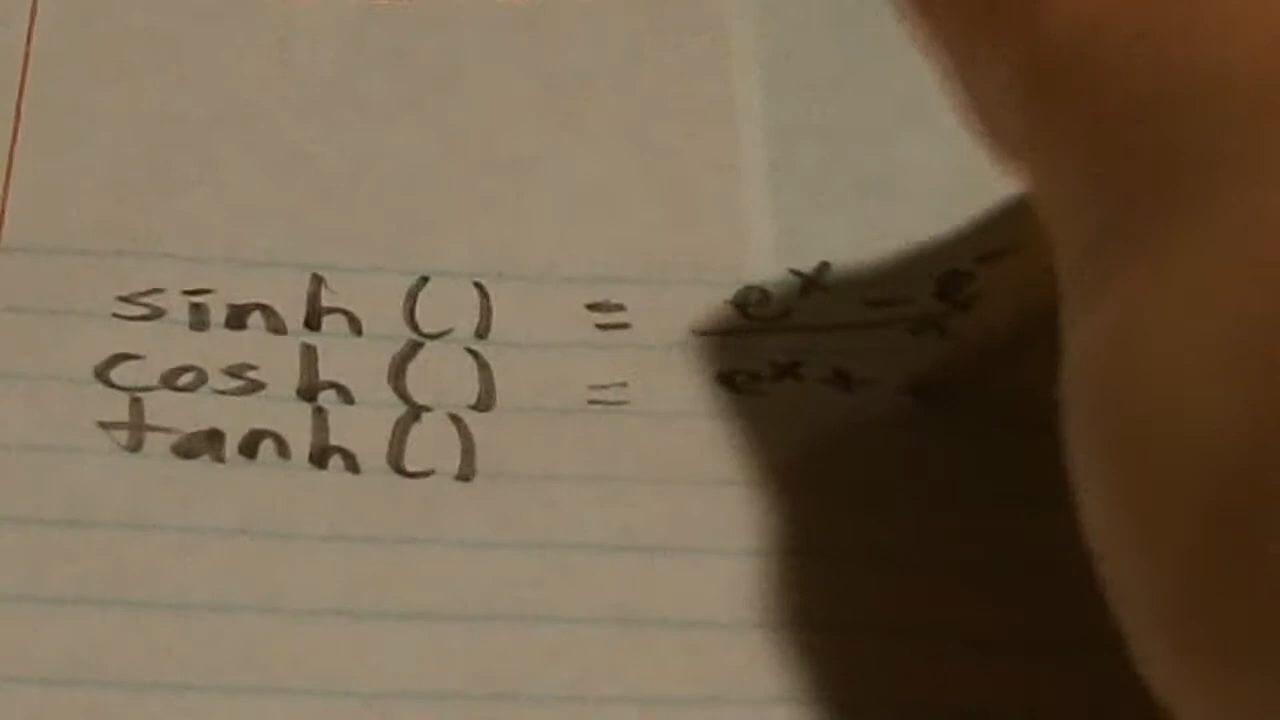 sinh () = e^x - e^-
cosh () = e^x +
tanh ()